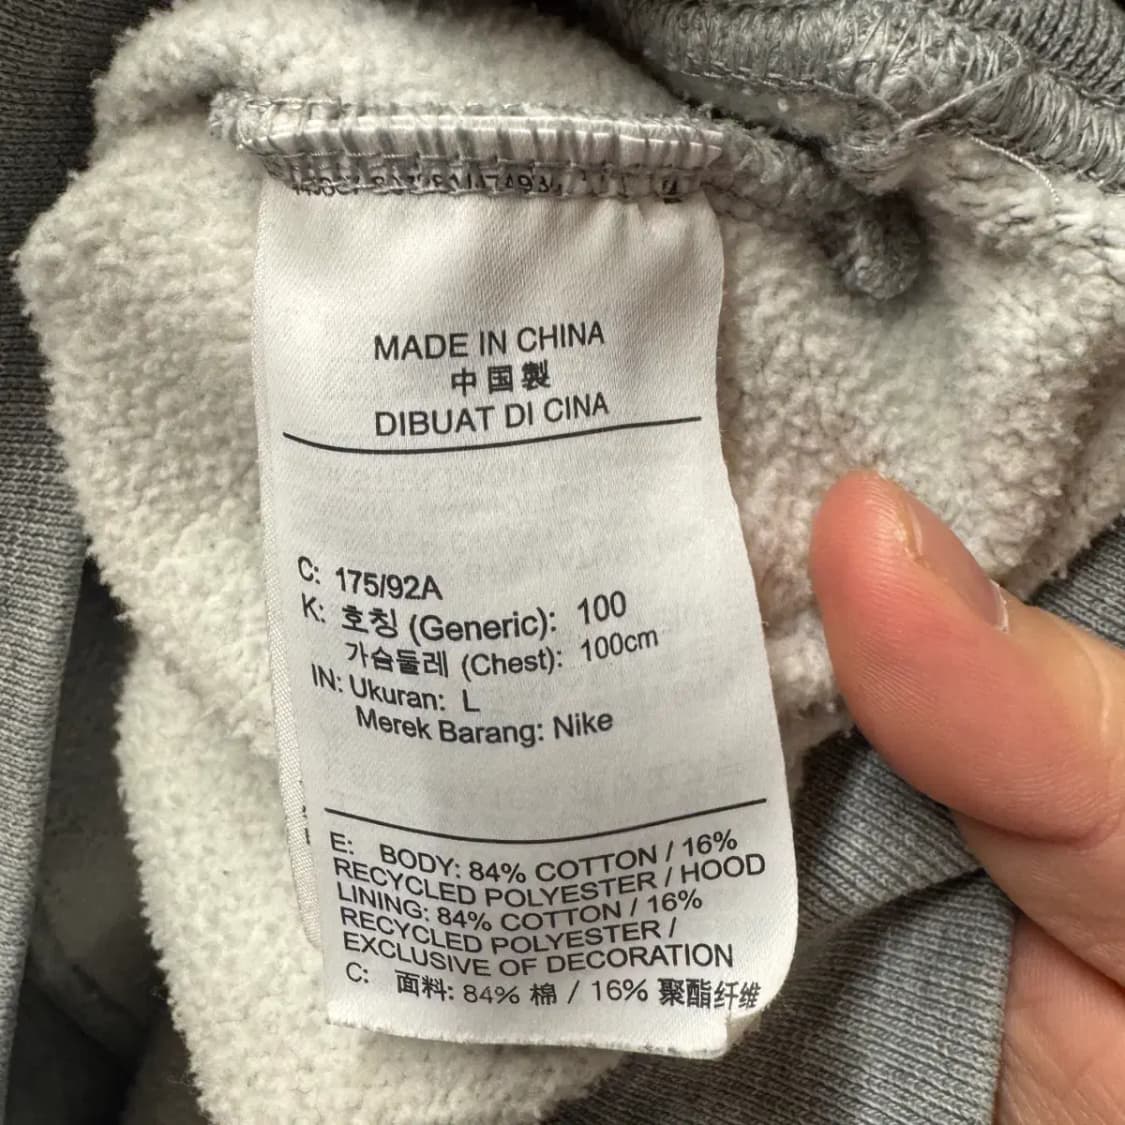 MADE IN CHINA
中国製
DIBUAT DI CINA
C: 175/92A
K: 호칭 (Generic): 100
가슴둘레 (Chest): 100cm
IN: Ukuran: L
Merek Barang: Nike
E: BODY: 84% COTTON / 16%
RECYCLED POLYESTER / HOOD
LINING: 84% COTTON / 16%
RECYCLED POLYESTER /
EXCLUSIVE OF DECORATION
C: 面料: 84% 棉 / 16% 聚酯纤维